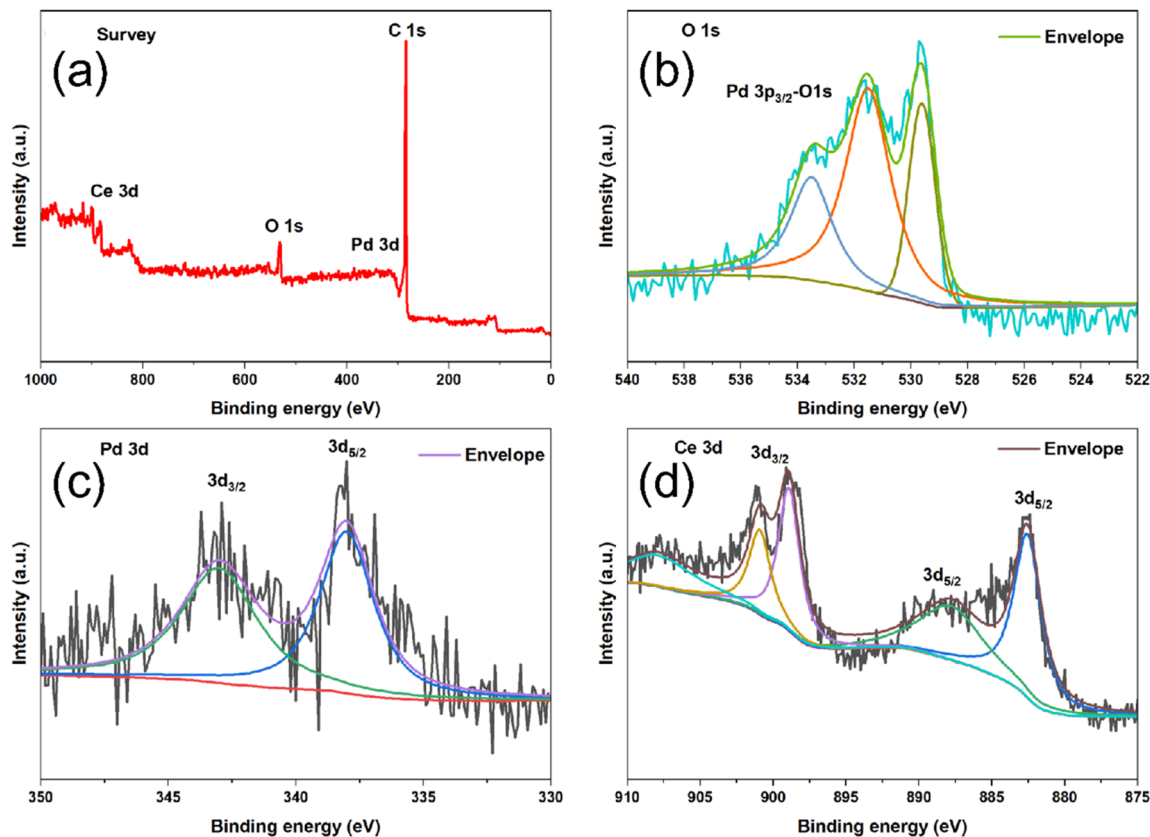 (a)
Survey
C 1s
Ce 3d
O 1s
Pd 3d
Intensity (a.u.)
1000 800 600 400 200 0
Binding energy (eV)
(b)
O 1s
Envelope
Pd 3p3/2-O1s
Intensity (a.u.)
540 538 536 534 532 530 528 526 524 522
Binding energy (eV)
(c)
Pd 3d
Envelope
3d5/2
3d3/2
Intensity (a.u.)
350 345 340 335 330
Binding energy (eV)
(d)
Ce 3d
Envelope
3d3/2
3d5/2
3d5/2
Intensity (a.u.)
910 905 900 895 890 885 880 875
Binding energy (eV)